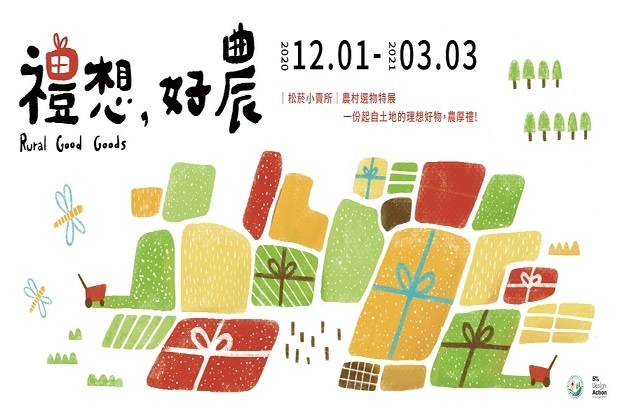 禮想,好農
Rural Good Goods
2020 12.01-2021 03.03
|松菸小賣所|農村選物特展
一份起自土地的理想好物,農厚禮!
5%
Design
Action